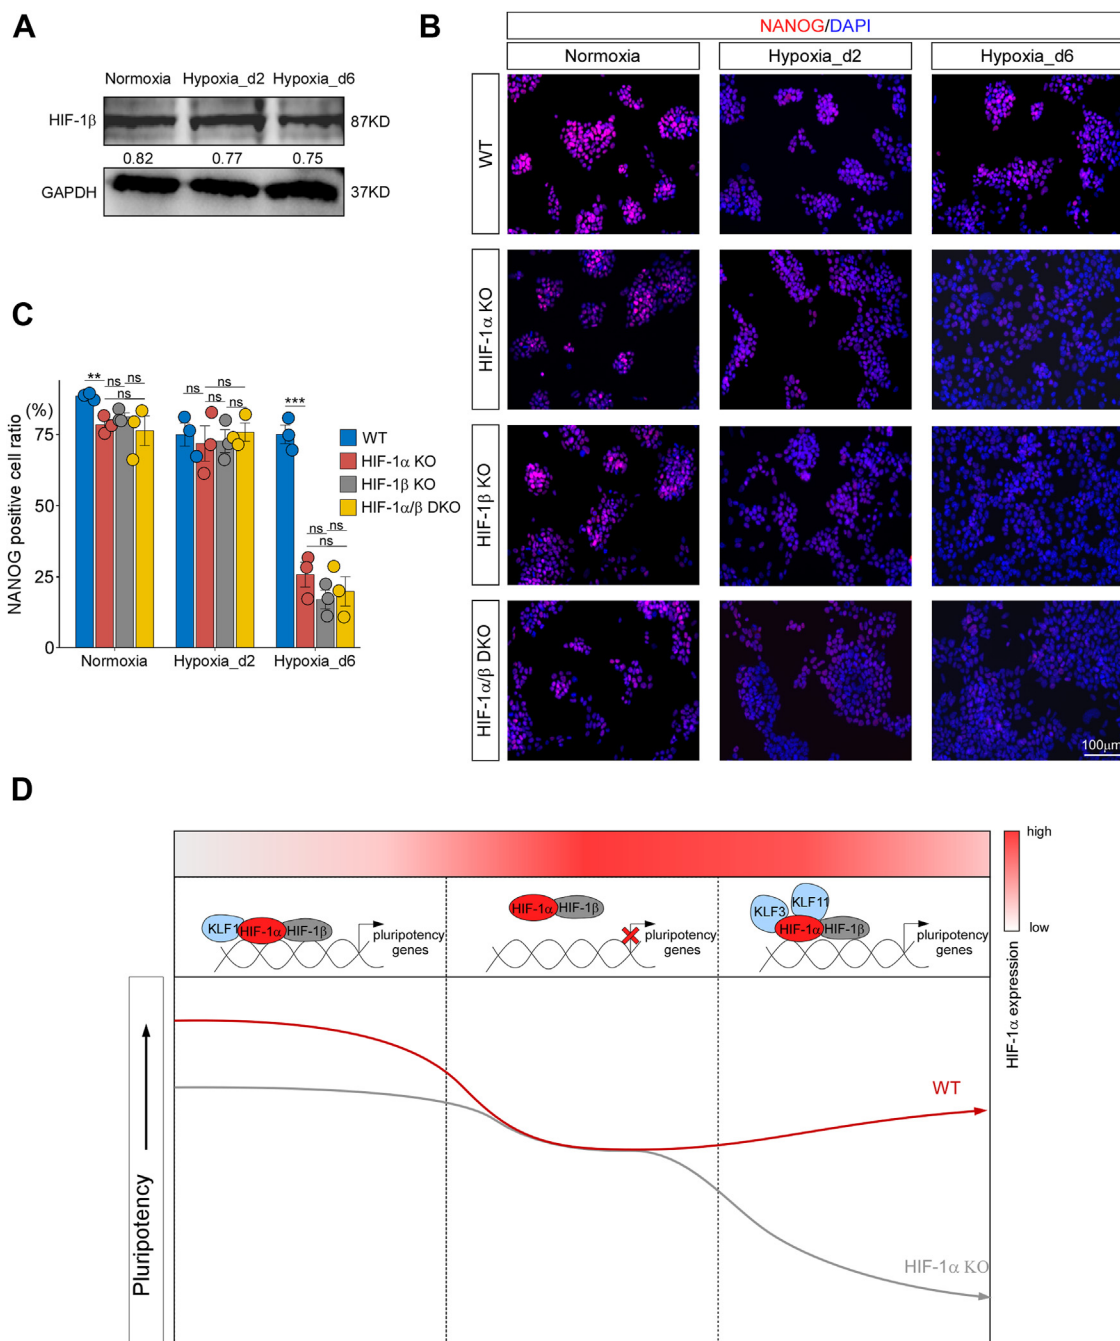 A
Normoxia Hypoxia_d2 Hypoxia_d6
HIF-1β 87KD
0.82 0.77 0.75
GAPDH 37KD
B
NANOG/DAPI
Normoxia Hypoxia_d2 Hypoxia_d6
WT
HIF-1α KO
HIF-1β KO
HIF-1α/β DKO
100μm
C
NANOG positive cell ratio
(%)
75
50
25
0
** ns ns
ns
ns ns
ns ns
***
ns ns
ns
WT
HIF-1α KO
HIF-1β KO
HIF-1α/β DKO
Normoxia Hypoxia_d2 Hypoxia_d6
D
high
low
HIF-1α expression
KLF1 HIF-1α HIF-1β
pluripotency
genes
HIF-1α HIF-1β
pluripotency
genes
KLF3 KLF11
HIF-1α HIF-1β
pluripotency
genes
Pluripotency
WT
HIF-1α KO